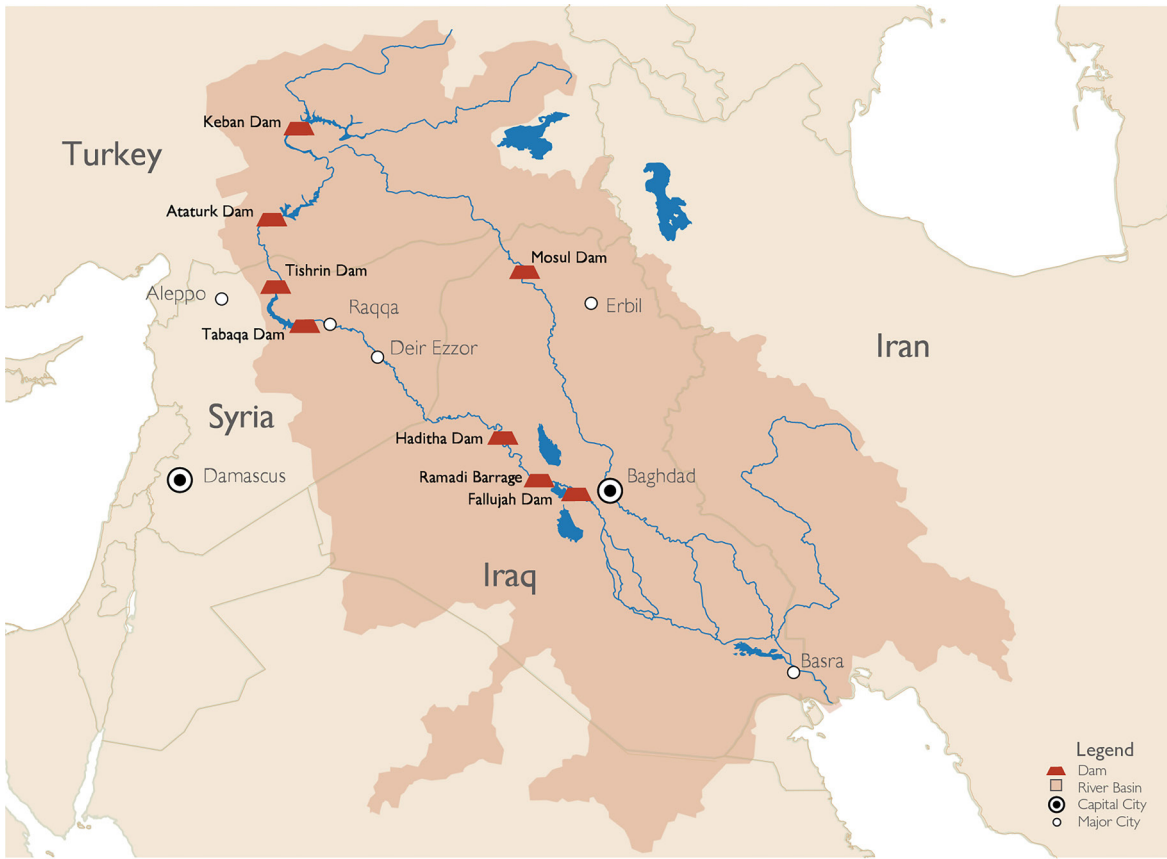 Keban Dam
Turkey
Ataturk Dam
Mosul Dam
Tishrin Dam
Aleppo
Erbil
Raqqa
Tabaqa Dam
Deir Ezzor
Iran
Syria
Haditha Dam
Damascus
Ramadi Barrage
Baghdad
Fallujah Dam
Iraq
Basra
Legend
Dam
River Basin
Capital City
Major City